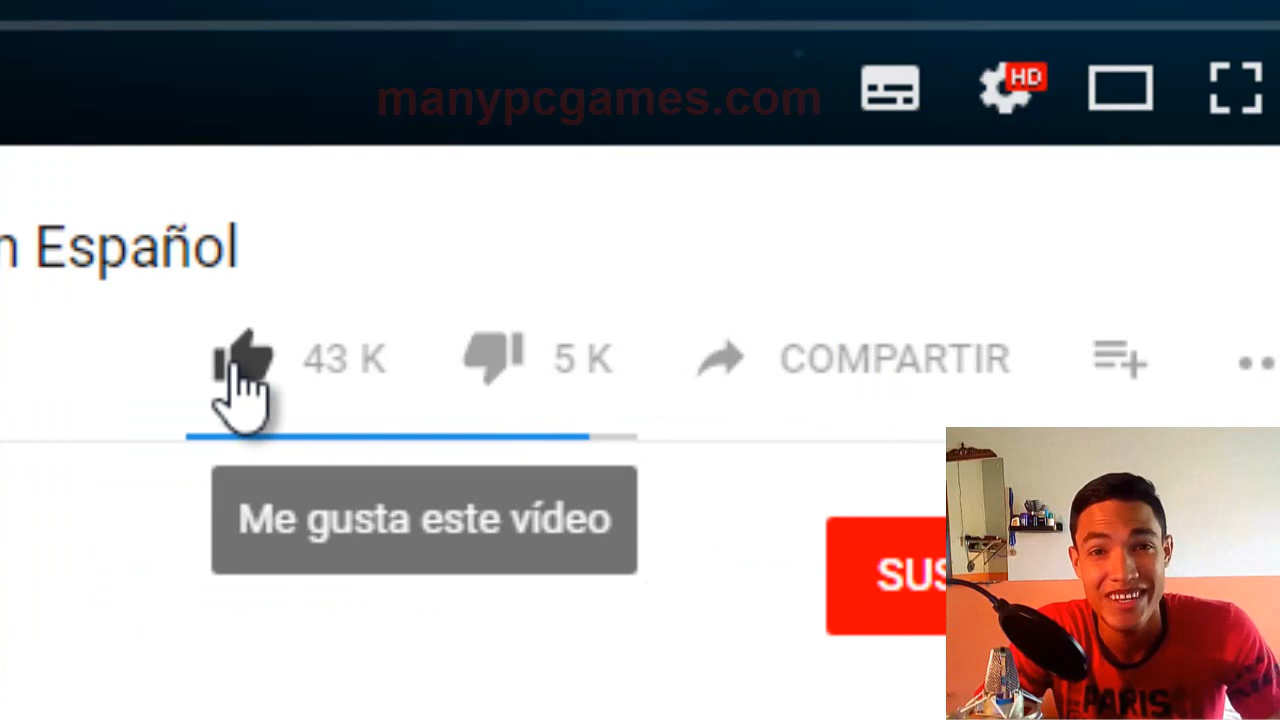 manypcgames.com
HD
n Español
43 K
5 K
COMPARTIR
Me gusta este vídeo
SUS
PARIS